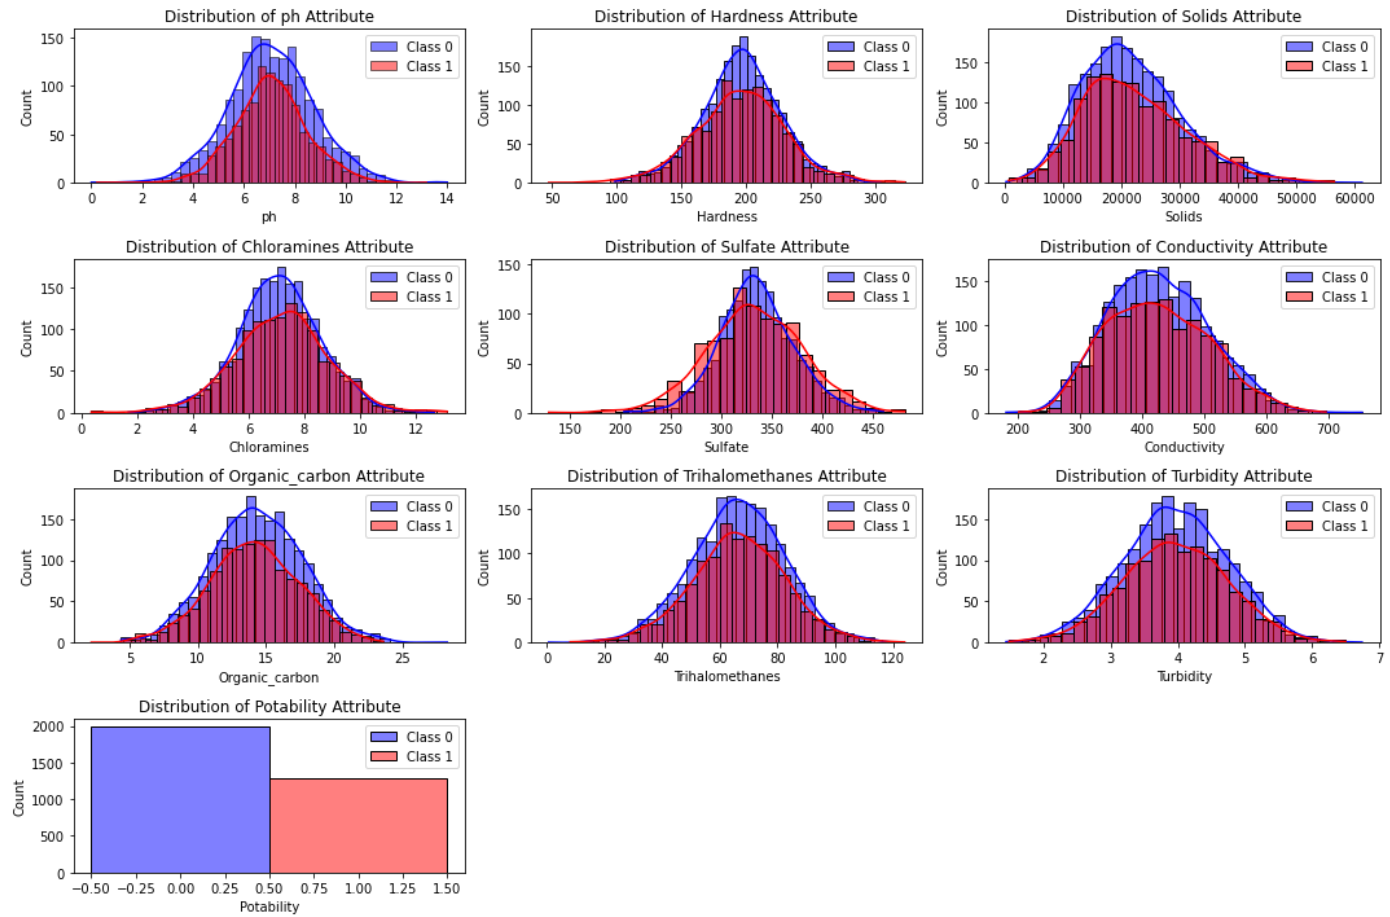 Distribution of ph Attribute
150
100
50
0
Count
Class 0
Class 1
0 2 4 6 8 10 12 14
ph
Distribution of Hardness Attribute
150
100
50
0
Count
Class 0
Class 1
50 100 150 200 250 300
Hardness
Distribution of Solids Attribute
150
100
50
0
Count
Class 0
Class 1
0 10000 20000 30000 40000 50000 60000
Solids
Distribution of Chloramines Attribute
150
100
50
0
Count
Class 0
Class 1
0 2 4 6 8 10 12
Chloramines
Distribution of Sulfate Attribute
150
100
50
0
Count
Class 0
Class 1
150 200 250 300 350 400 450
Sulfate
Distribution of Conductivity Attribute
150
100
50
0
Count
Class 0
Class 1
200 300 400 500 600 700
Conductivity
Distribution of Organic_carbon Attribute
150
100
50
0
Count
Class 0
Class 1
5 10 15 20 25
Organic_carbon
Distribution of Trihalomethanes Attribute
150
100
50
0
Count
Class 0
Class 1
0 20 40 60 80 100 120
Trihalomethanes
Distribution of Turbidity Attribute
150
100
50
0
Count
Class 0
Class 1
2 3 4 5 6 7
Turbidity
Distribution of Potability Attribute
2000
1500
1000
500
0
Count
Class 0
Class 1
−0.50 −0.25 0.00 0.25 0.50 0.75 1.00 1.25 1.50
Potability